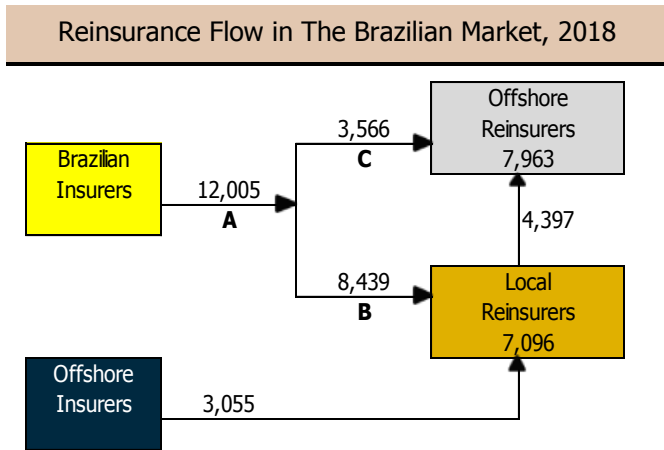 Reinsurance Flow in The Brazilian Market, 2018
Offshore
Reinsurers
7,963
3,566
C
Brazilian
Insurers
12,005
A
4,397
8,439
B
Local
Reinsurers
7,096
Offshore
Insurers
3,055